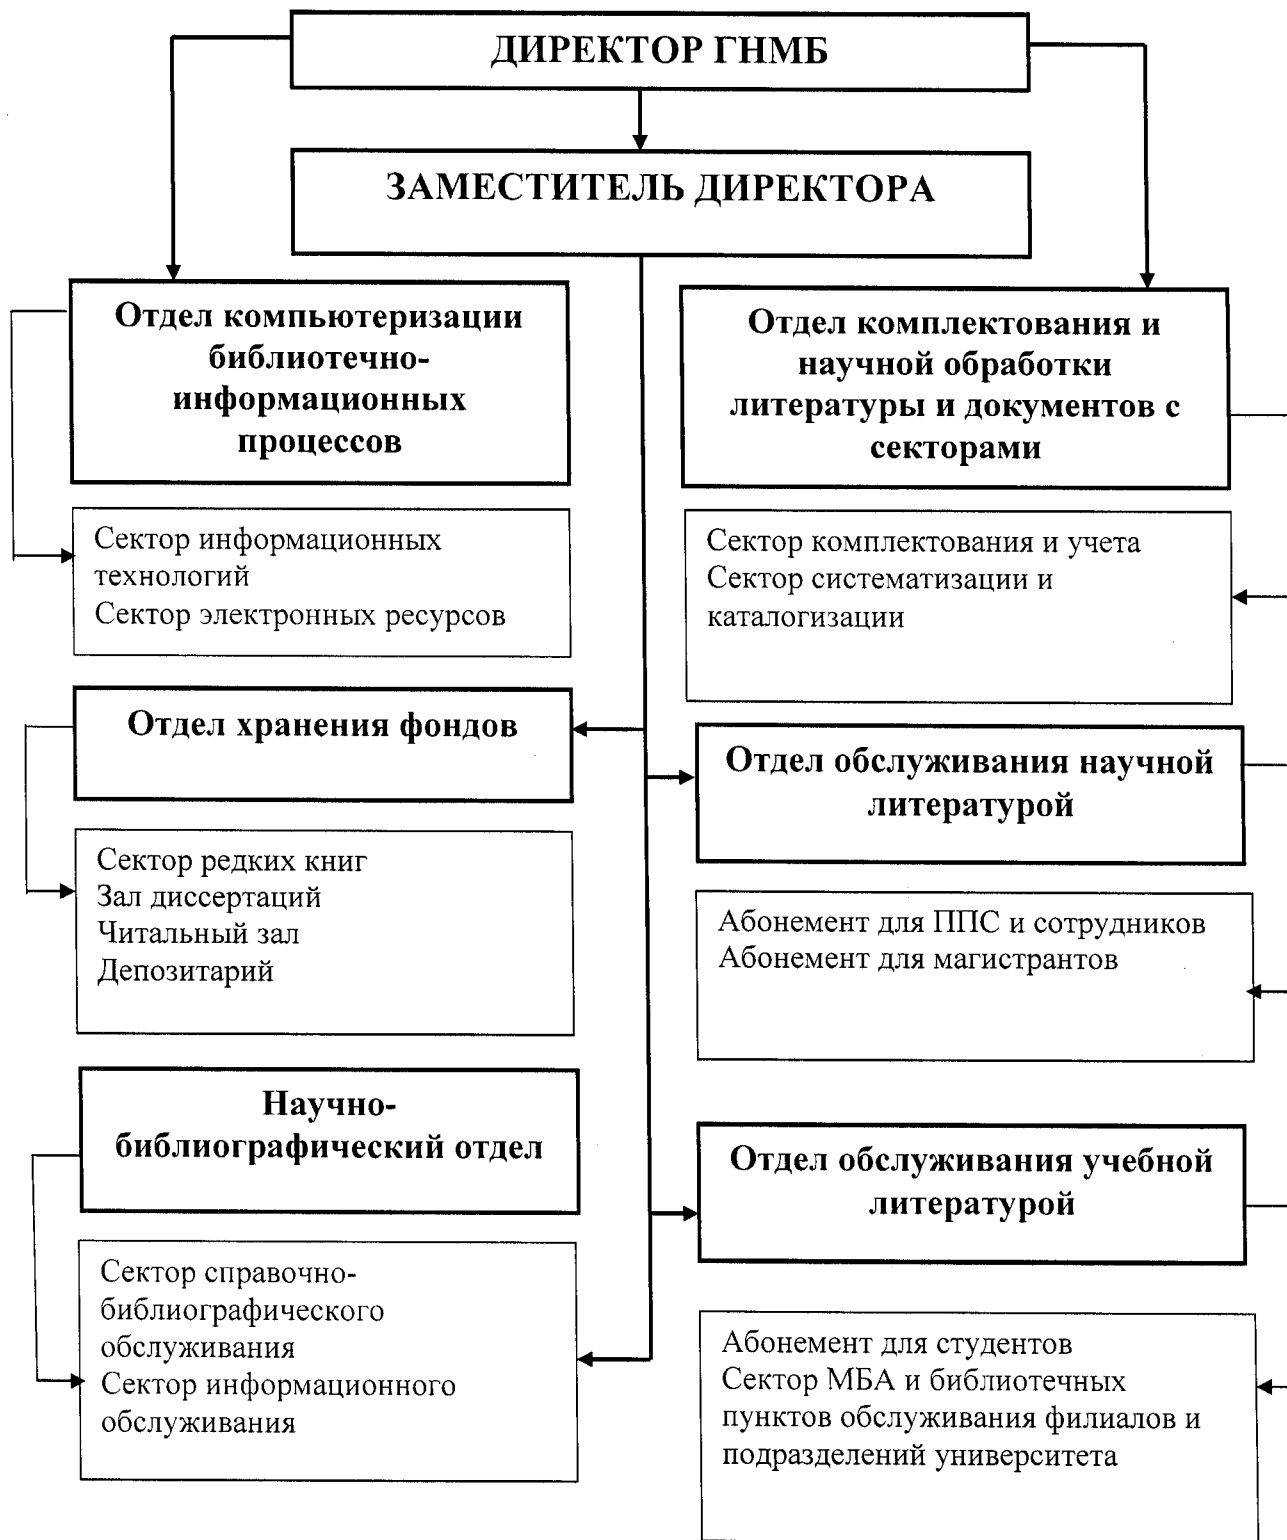 ДИРЕКТОР ГНМБ
ЗАМЕСТИТЕЛЬ ДИРЕКТОРА
Отдел компьютеризации
библиотечно-
информационных
процессов
Отдел комплектования и
научной обработки
литературы и документов с
секторами
Сектор информационных
технологий
Сектор электронных ресурсов
Сектор комплектования и учета
Сектор систематизации и
каталогизации
Отдел хранения фондов
Отдел обслуживания научной
литературой
Сектор редких книг
Зал диссертаций
Читальный зал
Депозитарий
Абонемент для ППС и сотрудников
Абонемент для магистрантов
Научно-
библиографический отдел
Отдел обслуживания учебной
литературой
Сектор справочно-
библиографического
обслуживания
Сектор информационного
обслуживания
Абонемент для студентов
Сектор МБА и библиотечных
пунктов обслуживания филиалов и
подразделений университета